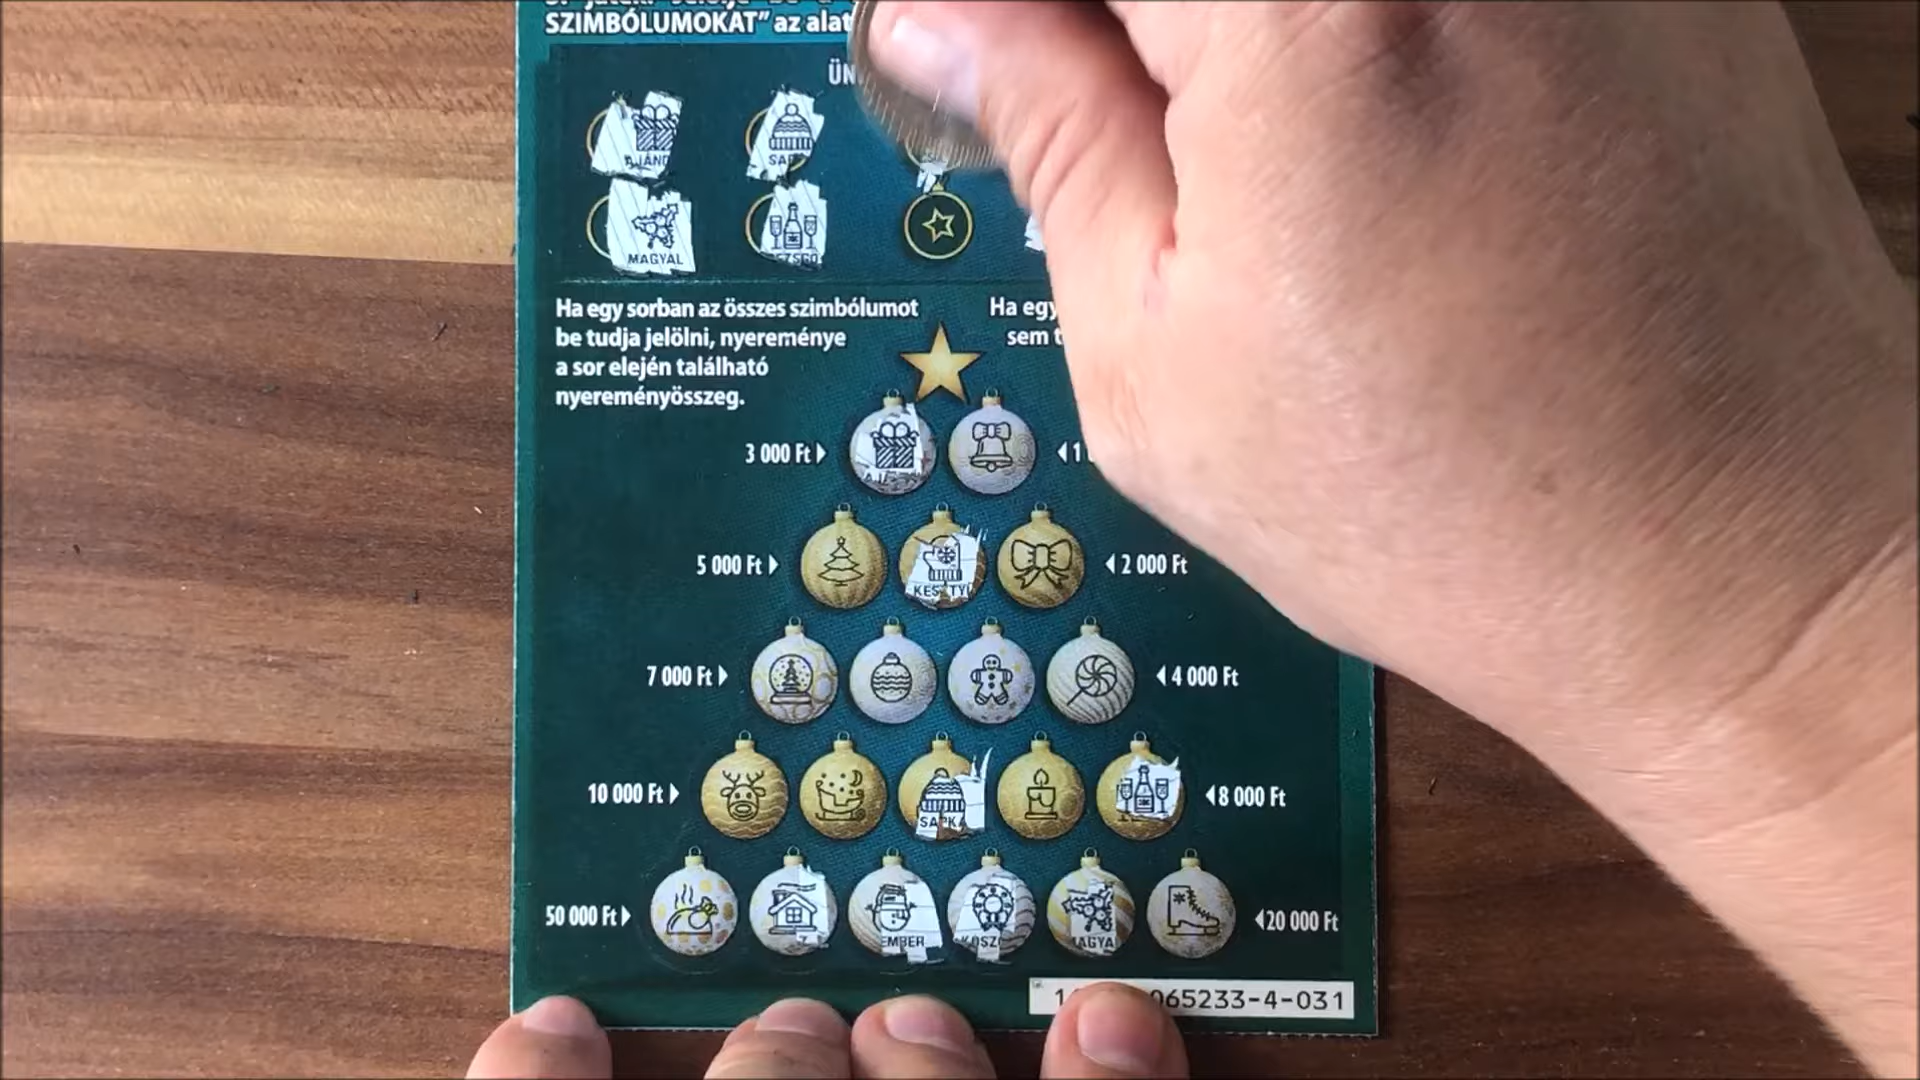 SZIMBÓLUMOKAT" az alat
ÜN
AJÁND
SAP
MAGYAL
EZSGŐ
Ha egy sorban az összes szimbólumot
be tudja jelölni, nyereménye
a sor elején található
nyereményösszeg.
Ha egy
sem t
3 000 Ft
5 000 Ft
KESZTYŰ
2 000 Ft
7 000 Ft
4 000 Ft
10 000 Ft
SAPKA
8 000 Ft
50 000 Ft
Z
EMBER
KOSZO
MAGYA
20 000 Ft
065233-4-031